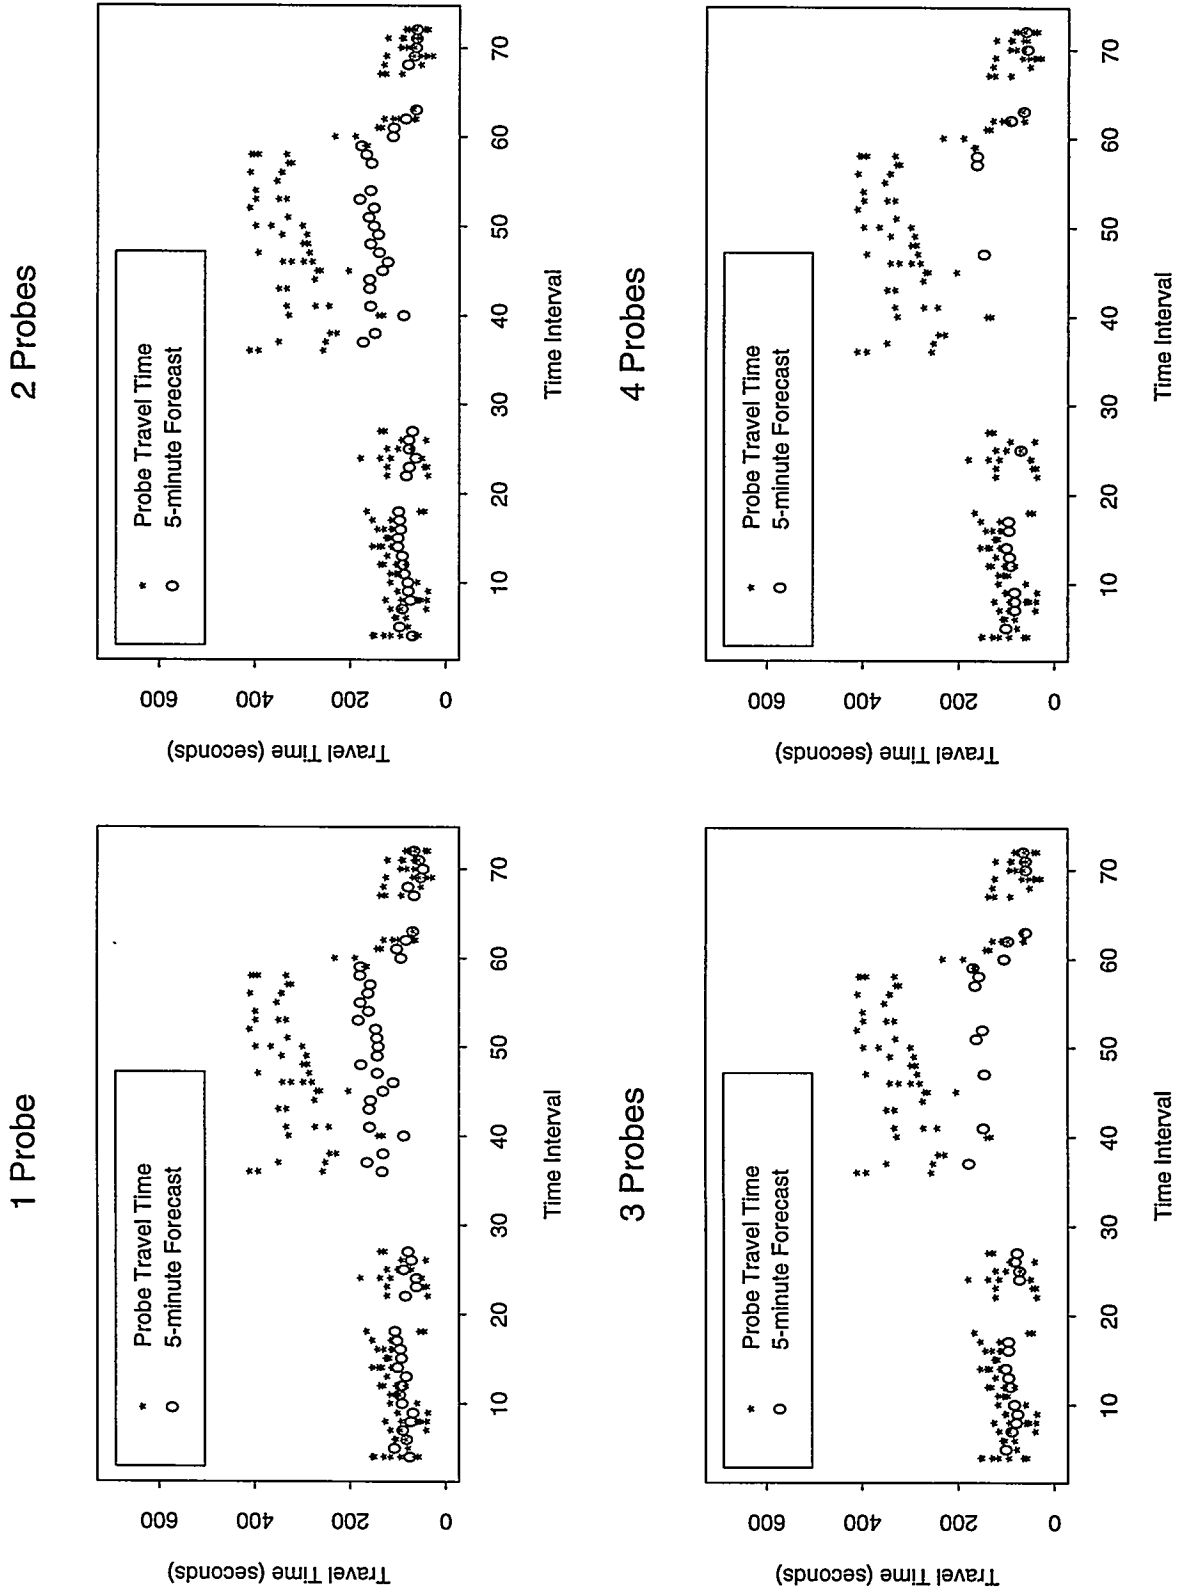 1 Probe
Travel Time (seconds)
0 200 400 600
* Probe Travel Time
O 5-minute Forecast
10 20 30 40 50 60 70
Time Interval
2 Probes
Travel Time (seconds)
0 200 400 600
* Probe Travel Time
O 5-minute Forecast
10 20 30 40 50 60 70
Time Interval
3 Probes
Travel Time (seconds)
0 200 400 600
* Probe Travel Time
O 5-minute Forecast
10 20 30 40 50 60 70
Time Interval
4 Probes
Travel Time (seconds)
0 200 400 600
* Probe Travel Time
O 5-minute Forecast
10 20 30 40 50 60 70
Time Interval